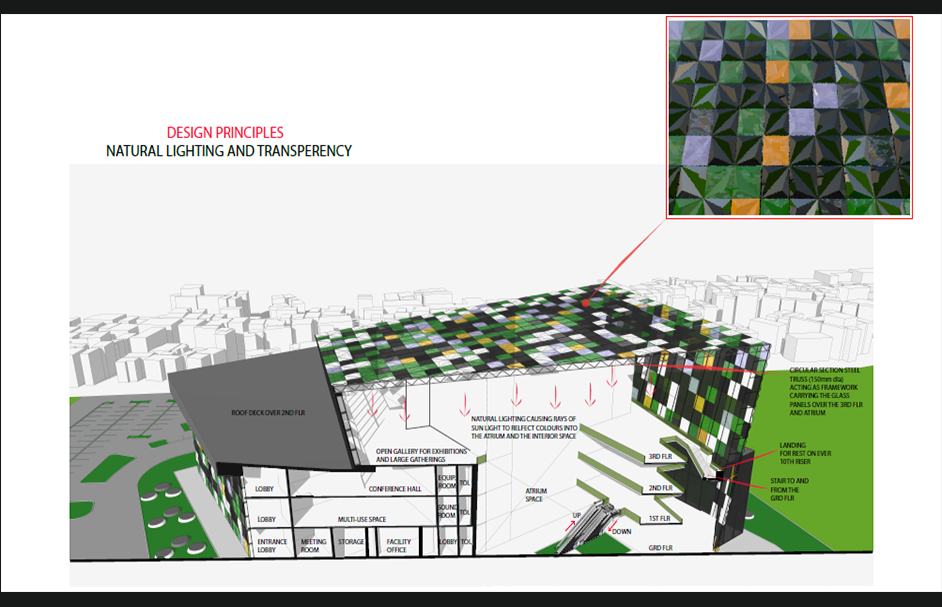 DESIGN PRINCIPLES
NATURAL LIGHTING AND TRANSPERENCY
CIRCULAR SECTION STEEL
TRUSS (150mm dia)
ACTING AS FRAMEWORK
CARRYING THE GLASS
PANELS OVER THE 3RD FLR
AND ATRIUM
ROOF DECK OVER 2ND FLR
NATURAL LIGHTING CAUSING RAYS OF
SUN LIGHT TO RELFECT COLOURS INTO
THE ATRIUM AND THE INTERIOR SPACE
OPEN GALLERY FOR EXHIBITIONS
AND LARGE GATHERINGS
LANDING
FOR REST ON EVER
10TH RISER
3RD FLR
STAIR TO AND
FROM THE
GRD FLR
LOBBY
CONFERENCE HALL
EQUIP.
ROOM
TOL
ATRIUM
SPACE
2ND FLR
LOBBY
MULTI-USE SPACE
SOUND
ROOM
TOL
UP
1ST FLR
DOWN
ENTRANCE
LOBBY
MEETING
ROOM
STORAGE
FACILITY
OFFICE
LOBBY
TOL
GRD FLR